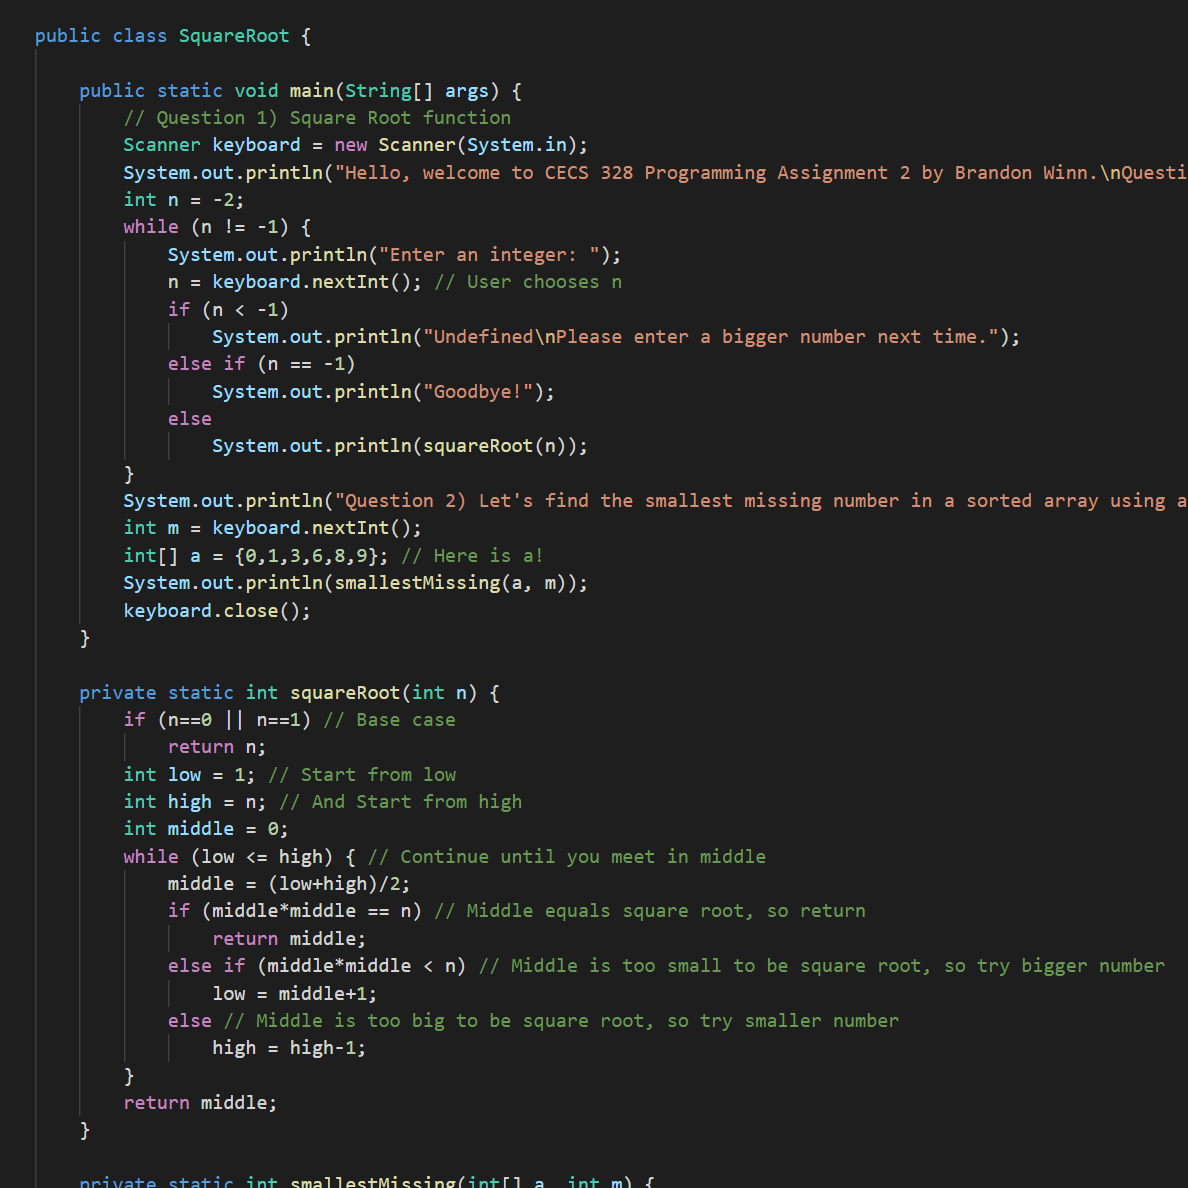 public class SquareRoot {
public static void main(String[] args) {
// Question 1) Square Root function
Scanner keyboard = new Scanner(System.in);
System.out.println("Hello, welcome to CECS 328 Programming Assignment 2 by Brandon Winn.\nQuesti
int n = -2;
while (n != -1) {
System.out.println("Enter an integer: ");
n = keyboard.nextInt(); // User chooses n
if (n < -1)
System.out.println("Undefined\nPlease enter a bigger number next time.");
else if (n == -1)
System.out.println("Goodbye!");
else
System.out.println(squareRoot(n));
}
System.out.println("Question 2) Let's find the smallest missing number in a sorted array using a
int m = keyboard.nextInt();
int[] a = {0,1,3,6,8,9}; // Here is a!
System.out.println(smallestMissing(a, m));
keyboard.close();
}
private static int squareRoot(int n) {
if (n==0 || n==1) // Base case
return n;
int low = 1; // Start from low
int high = n; // And Start from high
int middle = 0;
while (low <= high) { // Continue until you meet in middle
middle = (low+high)/2;
if (middle*middle == n) // Middle equals square root, so return
return middle;
else if (middle*middle < n) // Middle is too small to be square root, so try bigger number
low = middle+1;
else // Middle is too big to be square root, so try smaller number
high = high-1;
}
return middle;
}
private static int smallestMissing(int[] a, int m) {